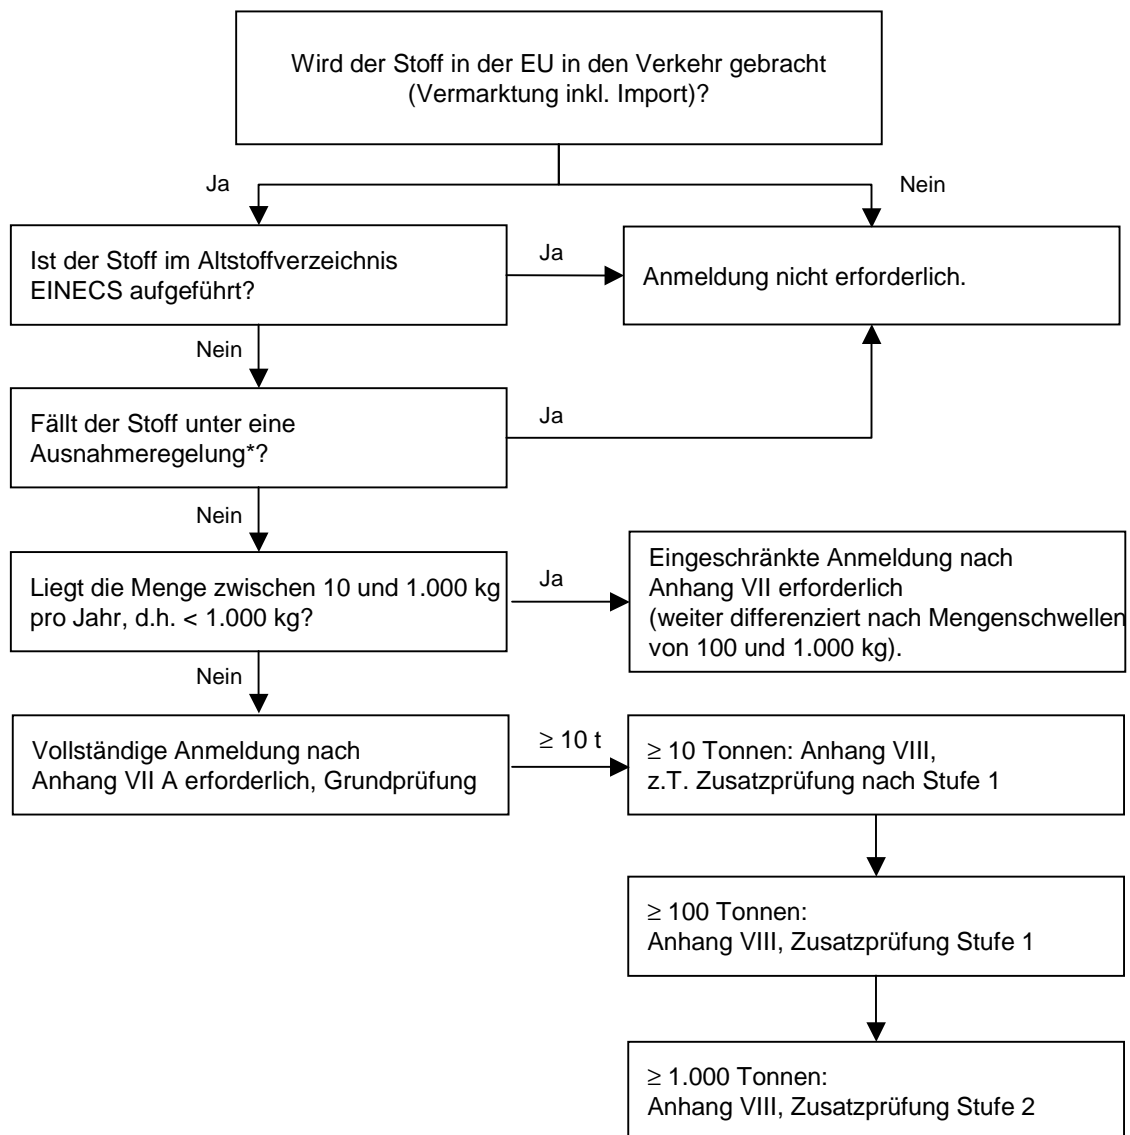 Wird der Stoff in der EU in den Verkehr gebracht
(Vermarktung inkl. Import)?
Ja
Nein
Ist der Stoff im Altstoffverzeichnis
EINECS aufgeführt?
Ja
Anmeldung nicht erforderlich.
Nein
Fällt der Stoff unter eine
Ausnahmeregelung*?
Ja
Nein
Liegt die Menge zwischen 10 und 1.000 kg
pro Jahr, d.h. < 1.000 kg?
Ja
Eingeschränkte Anmeldung nach
Anhang VII erforderlich
(weiter differenziert nach Mengenschwellen
von 100 und 1.000 kg).
Nein
Vollständige Anmeldung nach
Anhang VII A erforderlich, Grundprüfung
≥ 10 t
≥ 10 Tonnen: Anhang VIII,
z.T. Zusatzprüfung nach Stufe 1
≥ 100 Tonnen:
Anhang VIII, Zusatzprüfung Stufe 1
≥ 1.000 Tonnen:
Anhang VIII, Zusatzprüfung Stufe 2